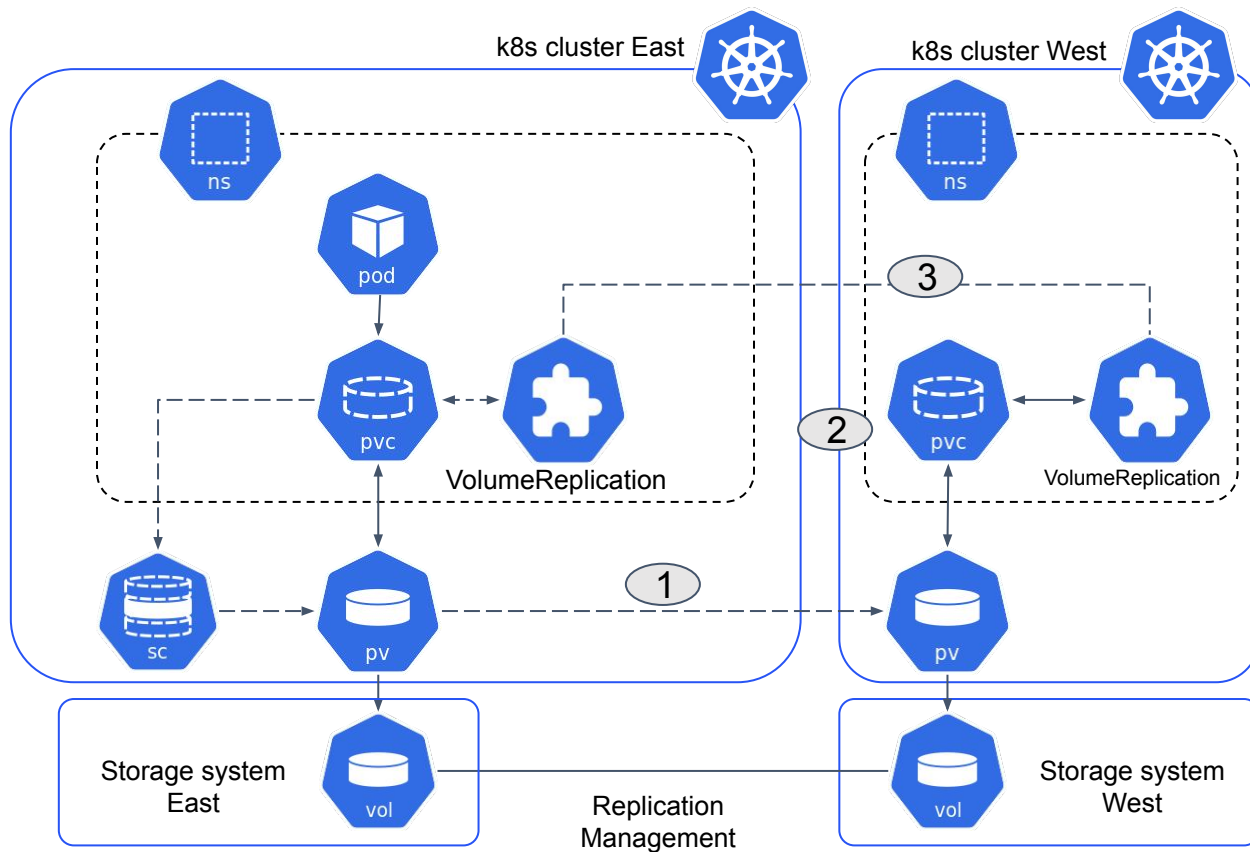 k8s cluster East
k8s cluster West
ns
ns
pod
3
pvc
VolumeReplication
2
pvc
VolumeReplication
1
sc
pv
pv
Storage system
East
vol
Replication
Management
vol
Storage system
West